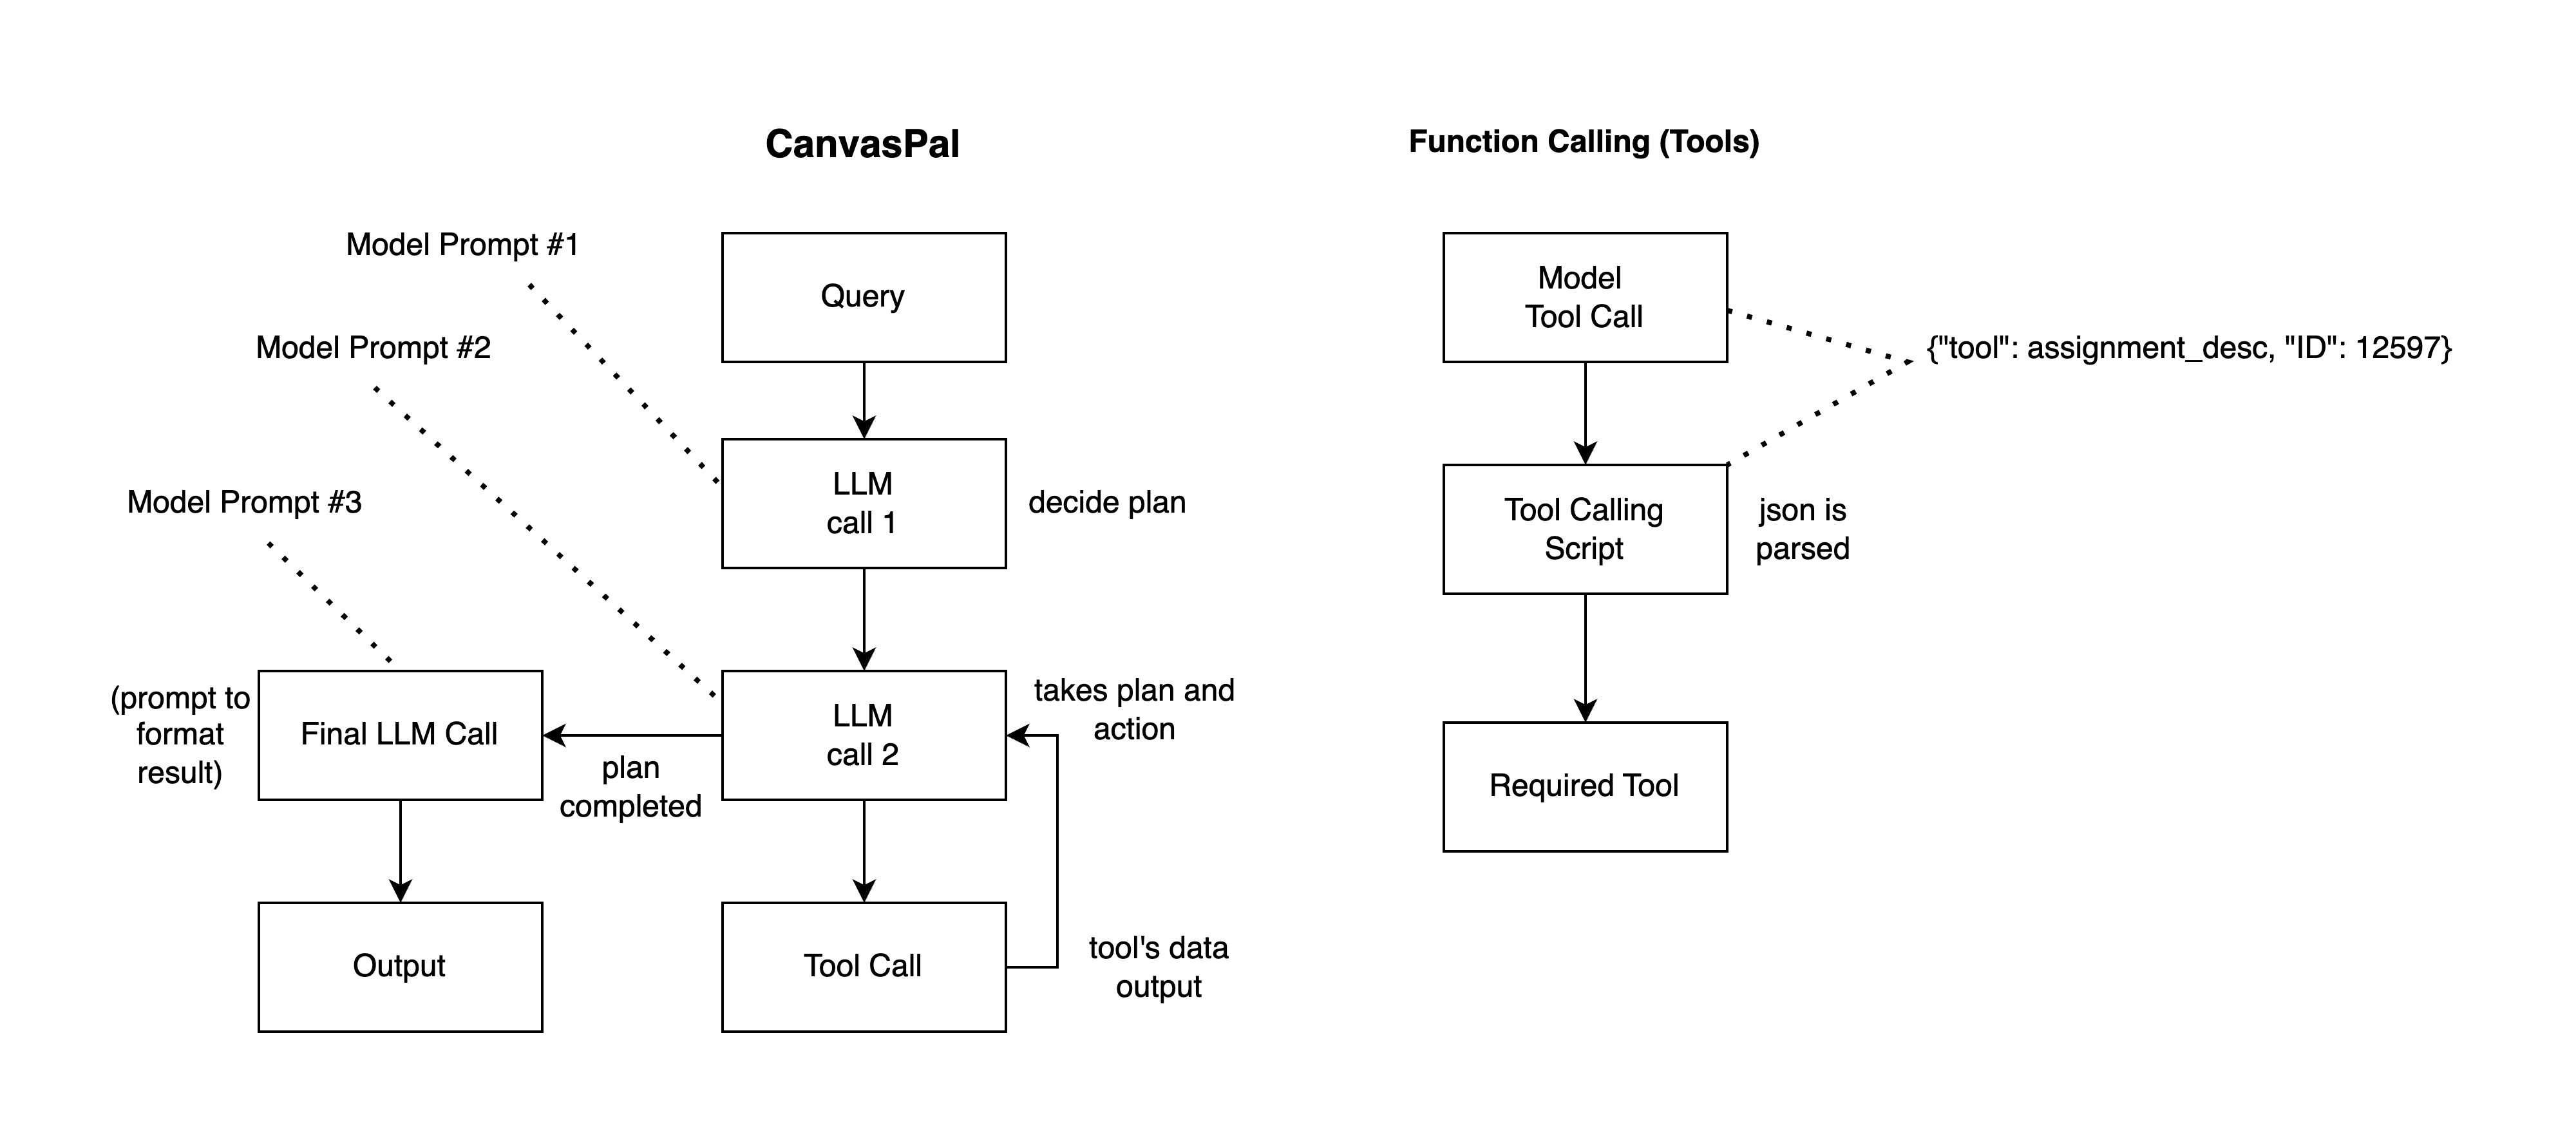 CanvasPal
Function Calling (Tools)
Model Prompt #1
Query
Model
Tool Call
Model Prompt #2
{"tool": assignment_desc, "ID": 12597}
LLM
call 1
decide plan
Model Prompt #3
Tool Calling
Script
json is
parsed
(prompt to
format
result)
Final LLM Call
plan
completed
LLM
call 2
takes plan and
action
Required Tool
Output
Tool Call
tool's data
output